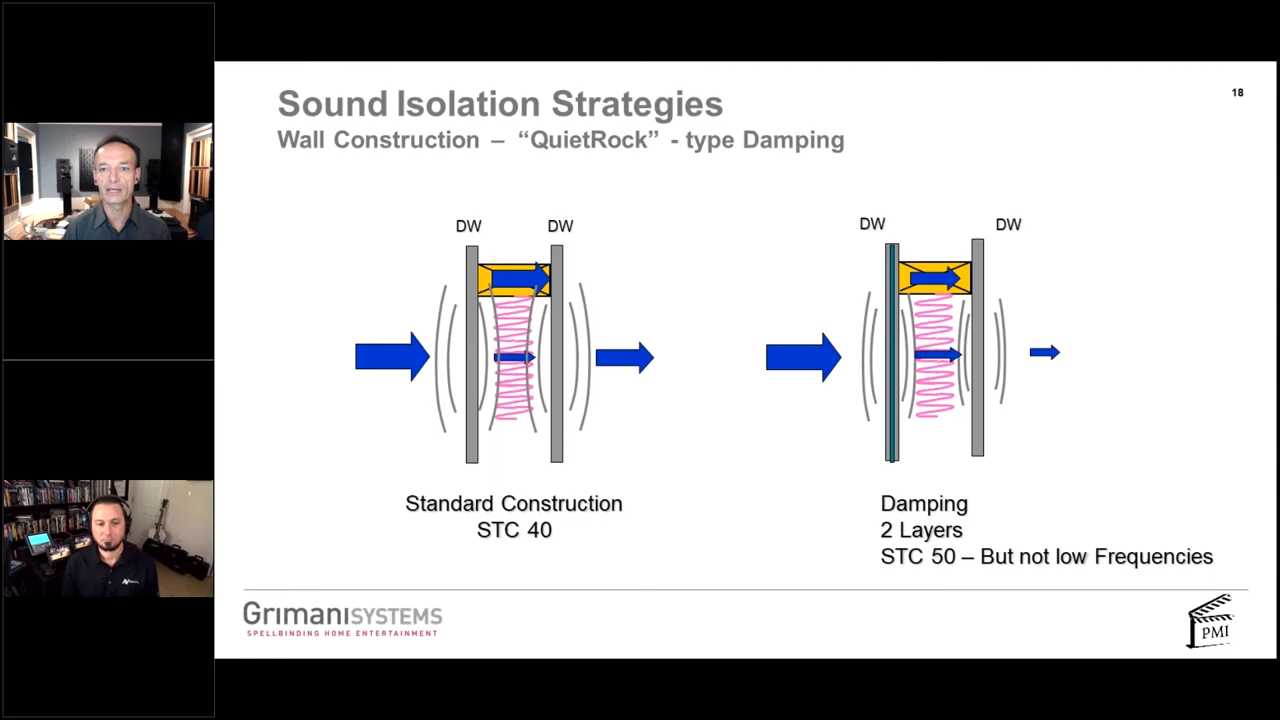 18
Sound Isolation Strategies
Wall Construction – “QuietRock” - type Damping
DW DW
DW DW
Standard Construction
STC 40
Damping
2 Layers
STC 50 – But not low Frequencies
GrimaniSYSTEMS
SPELLBINDING HOME ENTERTAINMENT
PMI